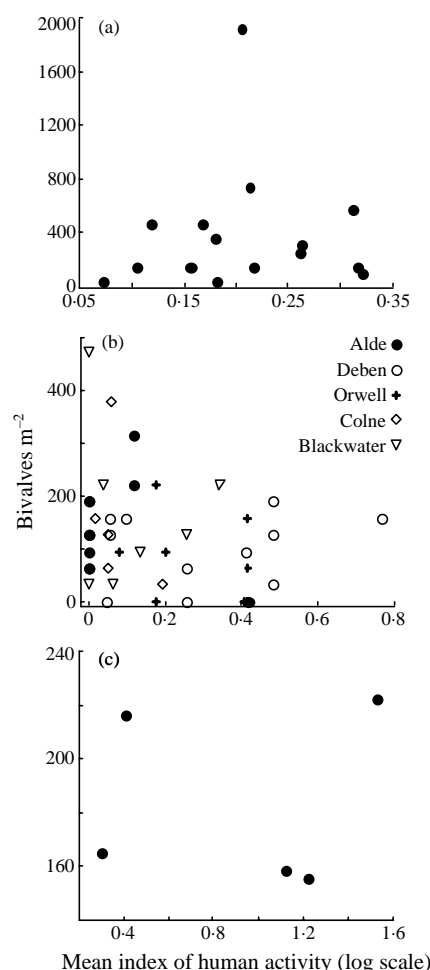 2000
(a)
1600
1200
800
400
0
0·05
0·15
0·25
0·35
(b)
Alde
Deben
Orwell
Colne
Blackwater
400
200
0
0
0·2
0·4
0·6
0·8
Bivalves m⁻²
240
(c)
200
160
0·4
0·8
1·2
1·6
Mean index of human activity (log scale)